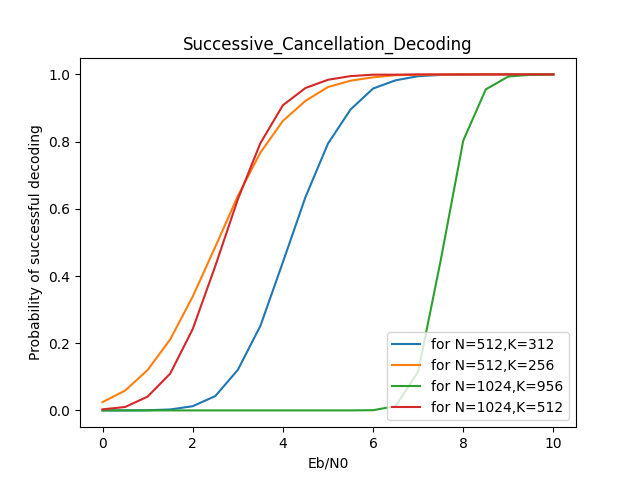 Successive_Cancellation_Decoding
Probability of successful decoding
1.0
0.8
0.6
0.4
0.2
0.0
0
2
4
6
8
10
Eb/N0
for N=512,K=312
for N=512,K=256
for N=1024,K=956
for N=1024,K=512